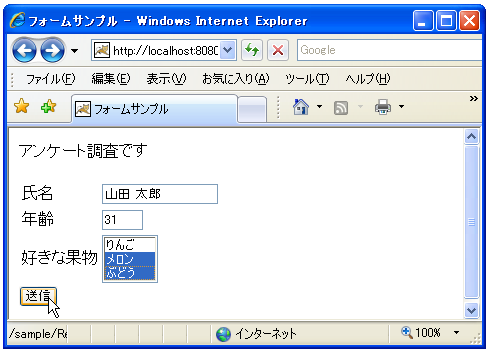 フォームサンプル - Windows Internet Explorer
http://localhost:8080
Google
ファイル(F) 編集(E) 表示(V) お気に入り(A) ツール(T) ヘルプ(H)
フォームサンプル
アンケート調査です
氏名 山田 太郎
年齢 31
好きな果物 りんご
メロン
ぶどう
送信
/sample/Re インターネット 100%